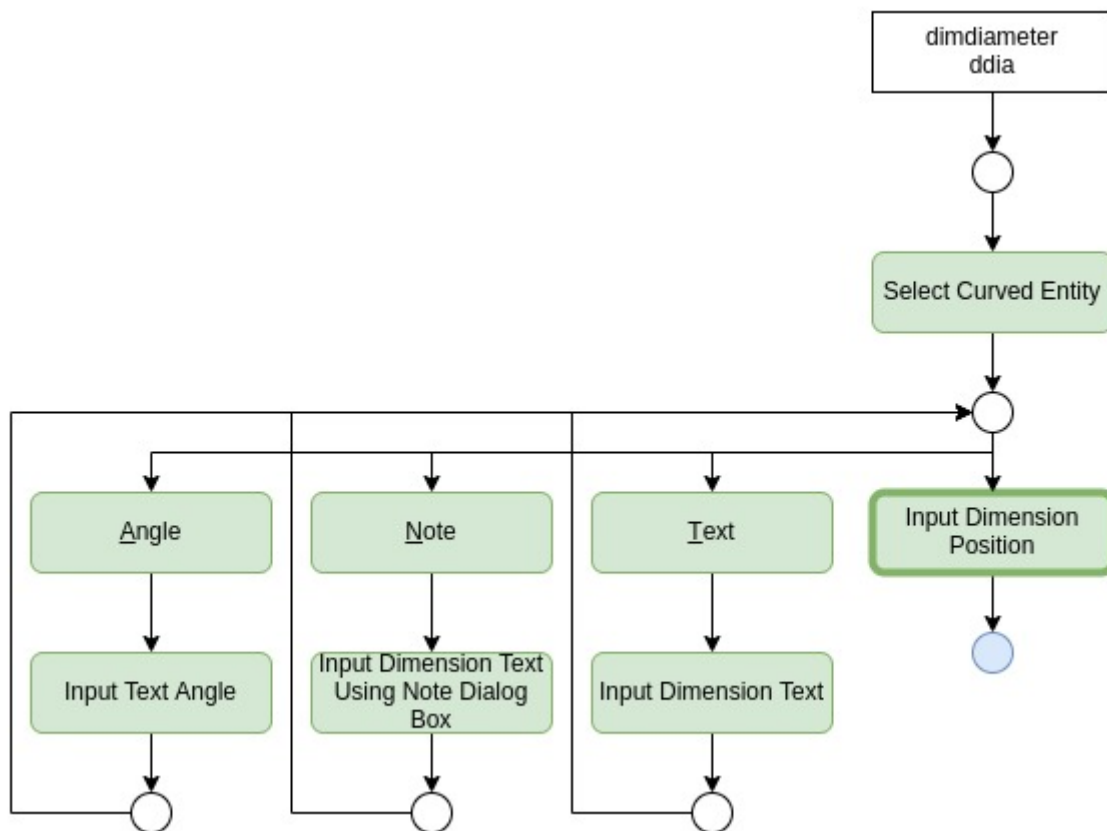 dimdiameter
ddia
Select Curved Entity
Angle
Note
Text
Input Dimension
Position
Input Text Angle
Input Dimension Text
Using Note Dialog
Box
Input Dimension Text